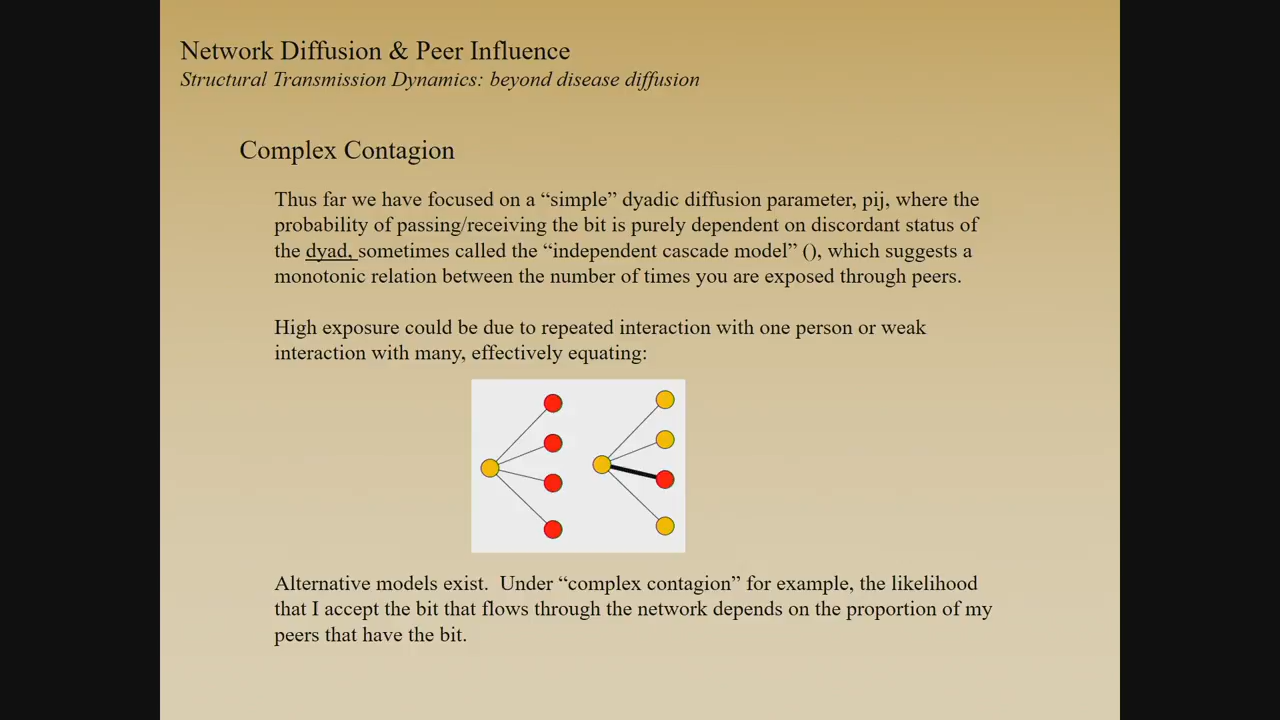 Network Diffusion & Peer Influence
Structural Transmission Dynamics: beyond disease diffusion
Complex Contagion
Thus far we have focused on a “simple” dyadic diffusion parameter, pij, where the
probability of passing/receiving the bit is purely dependent on discordant status of
the dyad, sometimes called the “independent cascade model” (), which suggests a
monotonic relation between the number of times you are exposed through peers.
High exposure could be due to repeated interaction with one person or weak
interaction with many, effectively equating:
Alternative models exist.  Under “complex contagion” for example, the likelihood
that I accept the bit that flows through the network depends on the proportion of my
peers that have the bit.